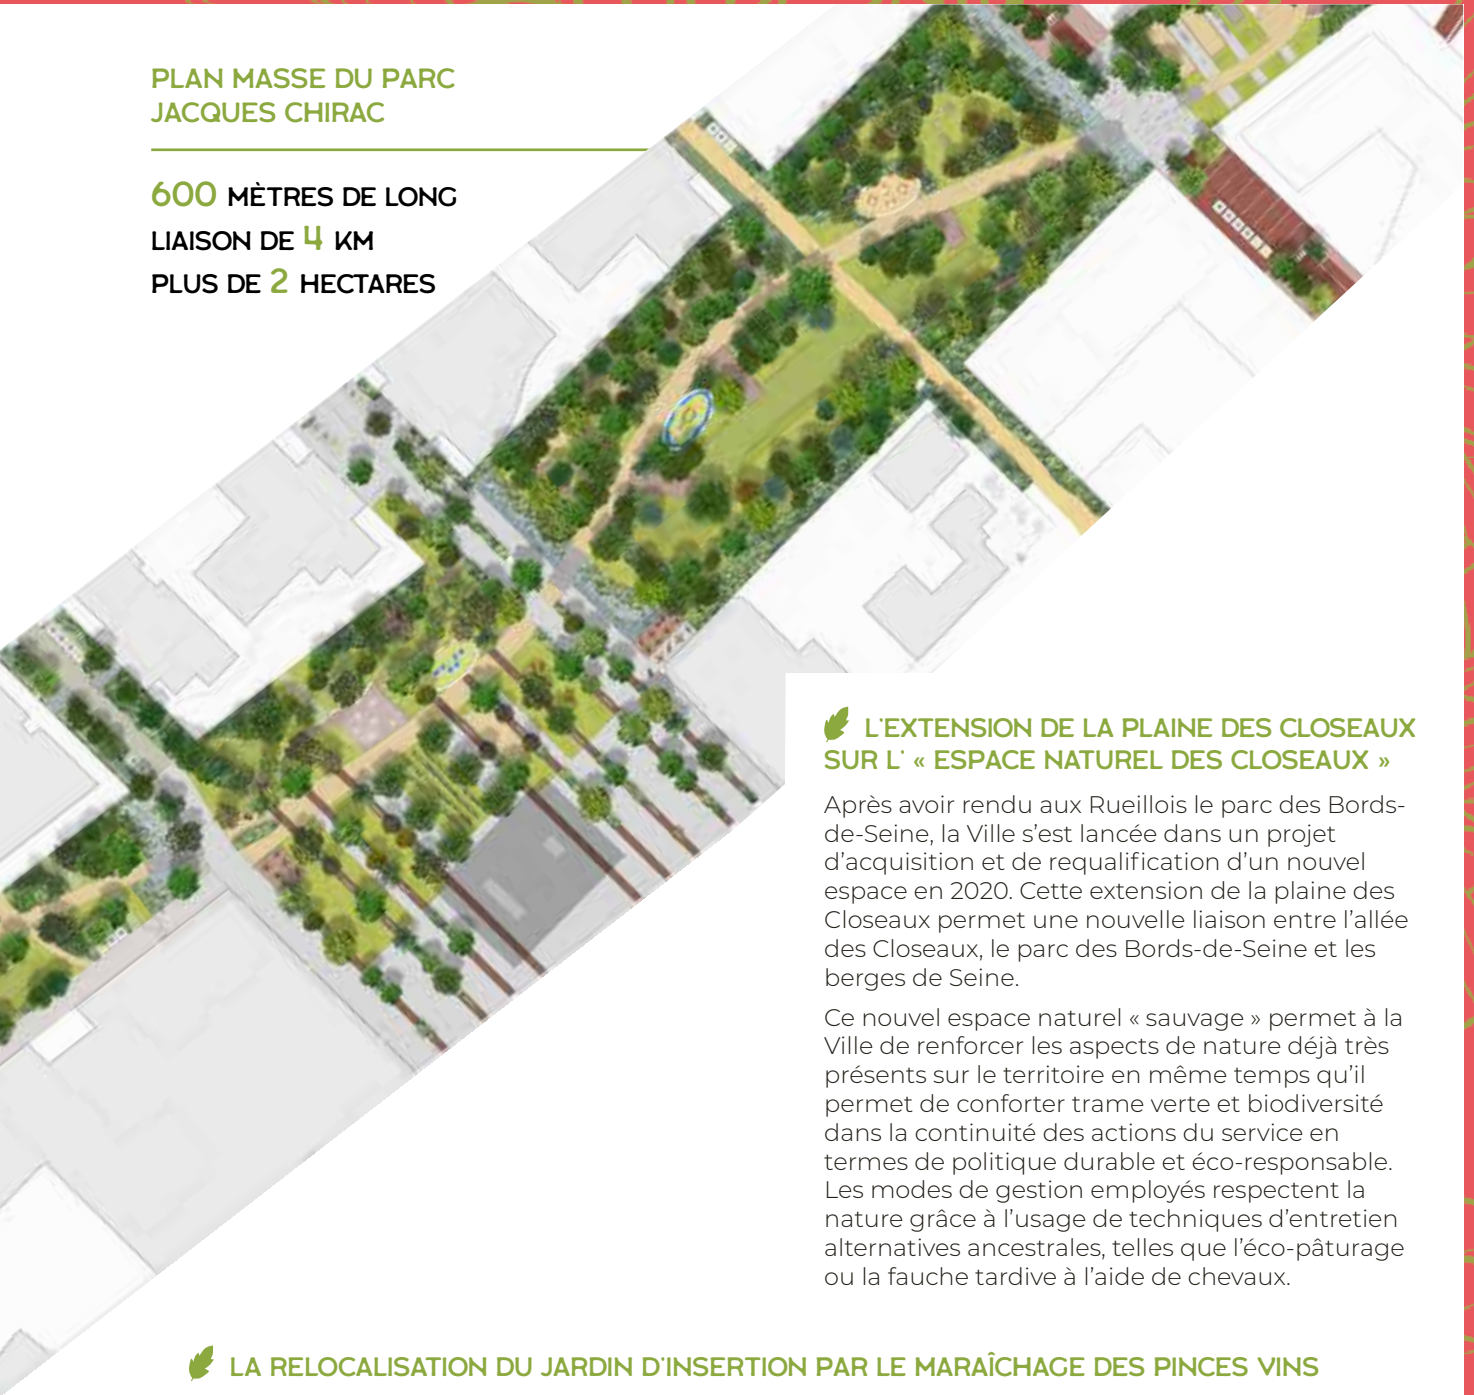 PLAN MASSE DU PARC
JACQUES CHIRAC
600 MÈTRES DE LONG
LIAISON DE 4 KM
PLUS DE 2 HECTARES
L'EXTENSION DE LA PLAINE DES CLOSEAUX
SUR L' « ESPACE NATUREL DES CLOSEAUX »
Après avoir rendu aux Rueillois le parc des Bords-
de-Seine, la Ville s’est lancée dans un projet
d’acquisition et de requalification d’un nouvel
espace en 2020. Cette extension de la plaine des
Closeaux permet une nouvelle liaison entre l’allée
des Closeaux, le parc des Bords-de-Seine et les
berges de Seine.
Ce nouvel espace naturel « sauvage » permet à la
Ville de renforcer les aspects de nature déjà très
présents sur le territoire en même temps qu’il
permet de conforter trame verte et biodiversité
dans la continuité des actions du service en
termes de politique durable et éco-responsable.
Les modes de gestion employés respectent la
nature grâce à l’usage de techniques d’entretien
alternatives ancestrales, telles que l’éco-pâturage
ou la fauche tardive à l’aide de chevaux.
LA RELOCALISATION DU JARDIN D'INSERTION PAR LE MARAÎCHAGE DES PINCES VINS